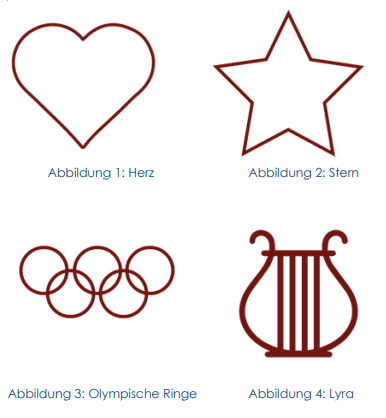 Abbildung 1: Herz
Abbildung 2: Stern
Abbildung 3: Olympische Ringe
Abbildung 4: Lyra